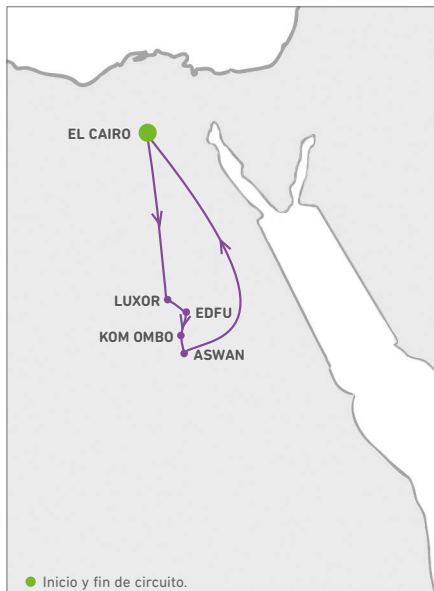 EL CAIRO
LUXOR
EDFU
KOM OMBO
ASWAN
Inicio y fin de circuito.